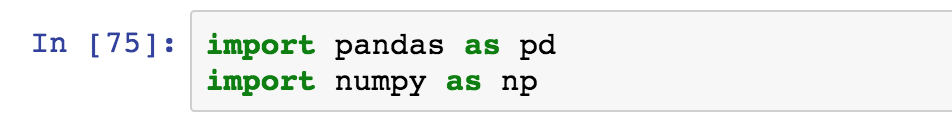 In [75]: import pandas as pd
import numpy as np